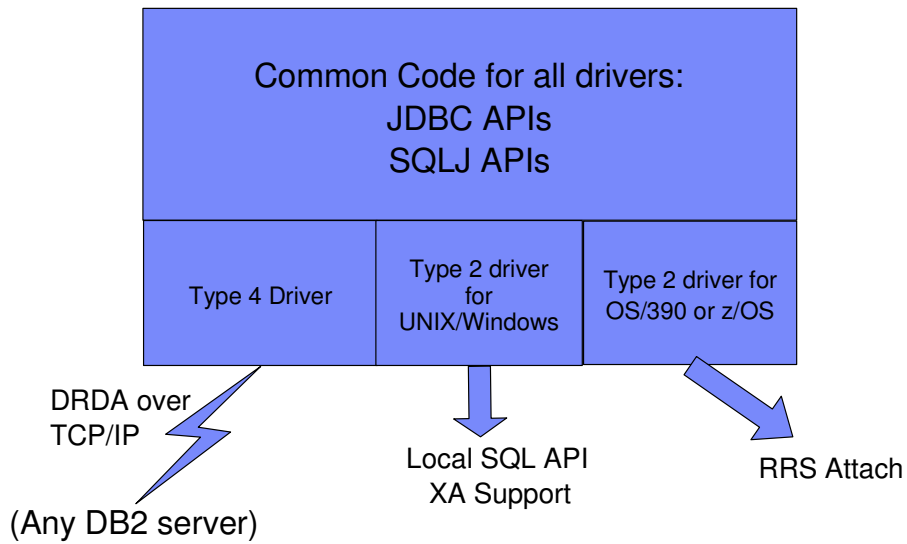 Common Code for all drivers:
JDBC APIs
SQLJ APIs
Type 4 Driver
Type 2 driver
for
UNIX/Windows
Type 2 driver for
OS/390 or z/OS
DRDA over
TCP/IP
(Any DB2 server)
Local SQL API
XA Support
RRS Attach